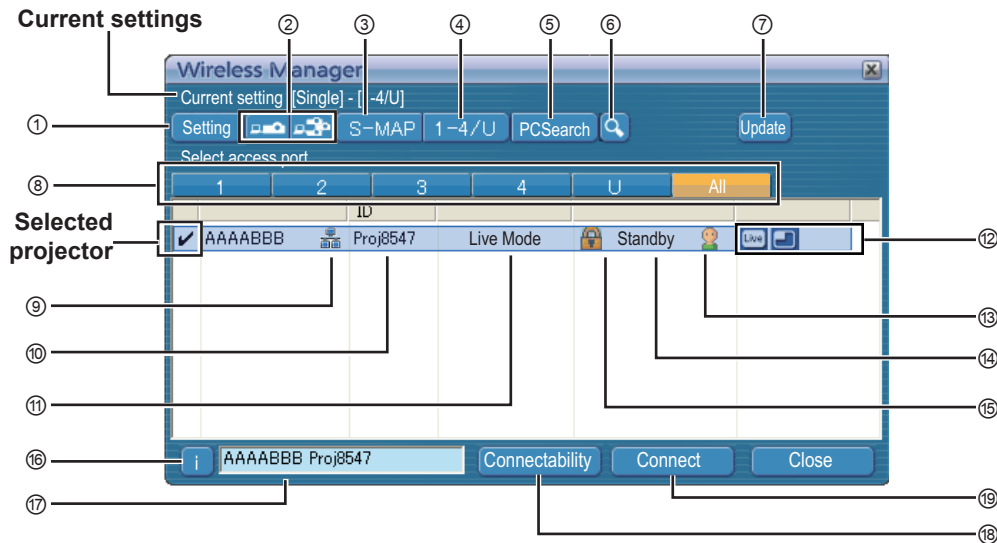 Current settings
② ③ ④ ⑤ ⑥ ⑦
Wireless Manager
Current setting [Single] - [1-4/U]
① Setting S-MAP 1-4/U PCSearch Update
Select access port
⑧ 1 2 3 4 U All
ID
Selected projector
AAAABBB Proj8547 Live Mode Standby Live ⑫
⑨ ⑬
⑩ ⑭
⑪ ⑮
⑯ i AAAABBB Proj8547 Connectability Connect Close
⑰ ⑲
⑱